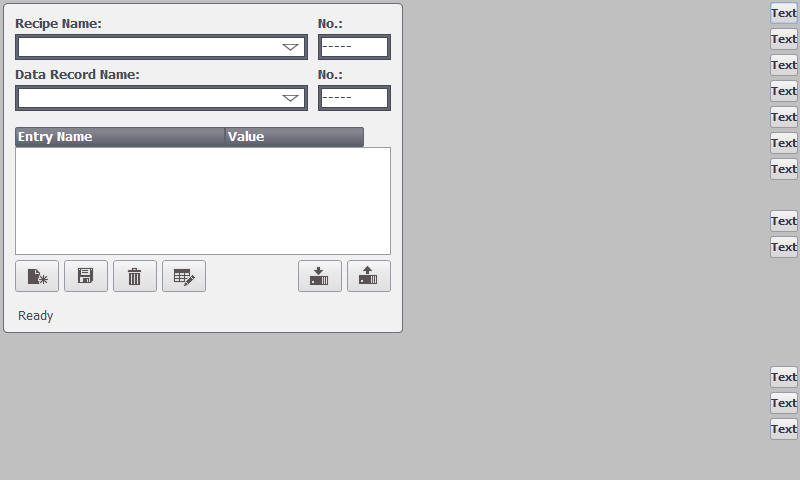 Recipe Name: No.:
-----
Data Record Name: No.:
-----
Entry Name Value
Ready
Text
Text
Text
Text
Text
Text
Text
Text
Text
Text
Text
Text